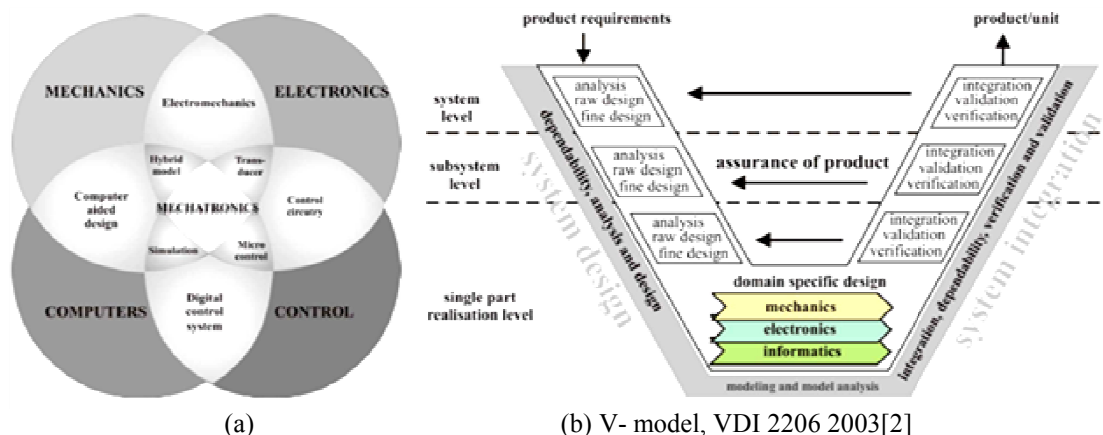 MECHANICS
ELECTRONICS
Electromechanics
Hybrid
model
Trans-
ducer
Computer
aided
design
MECHATRONICS
Control
circutry
Simulation
Micro
control
COMPUTERS
Digital
control
system
CONTROL
(a)
product requirements
product/unit
system
level
analysis
raw design
fine design
integration
validation
verification
subsystem
level
analysis
raw design
fine design
assurance of product
integration
validation
verification
analysis
raw design
fine design
integration
validation
verification
single part
realisation level
domain specific design
mechanics
electronics
informatics
modeling and model analysis
dependability, analysis and design
system design
integration, dependability, verification and validation
system integration
(b) V- model, VDI 2206 2003[2]